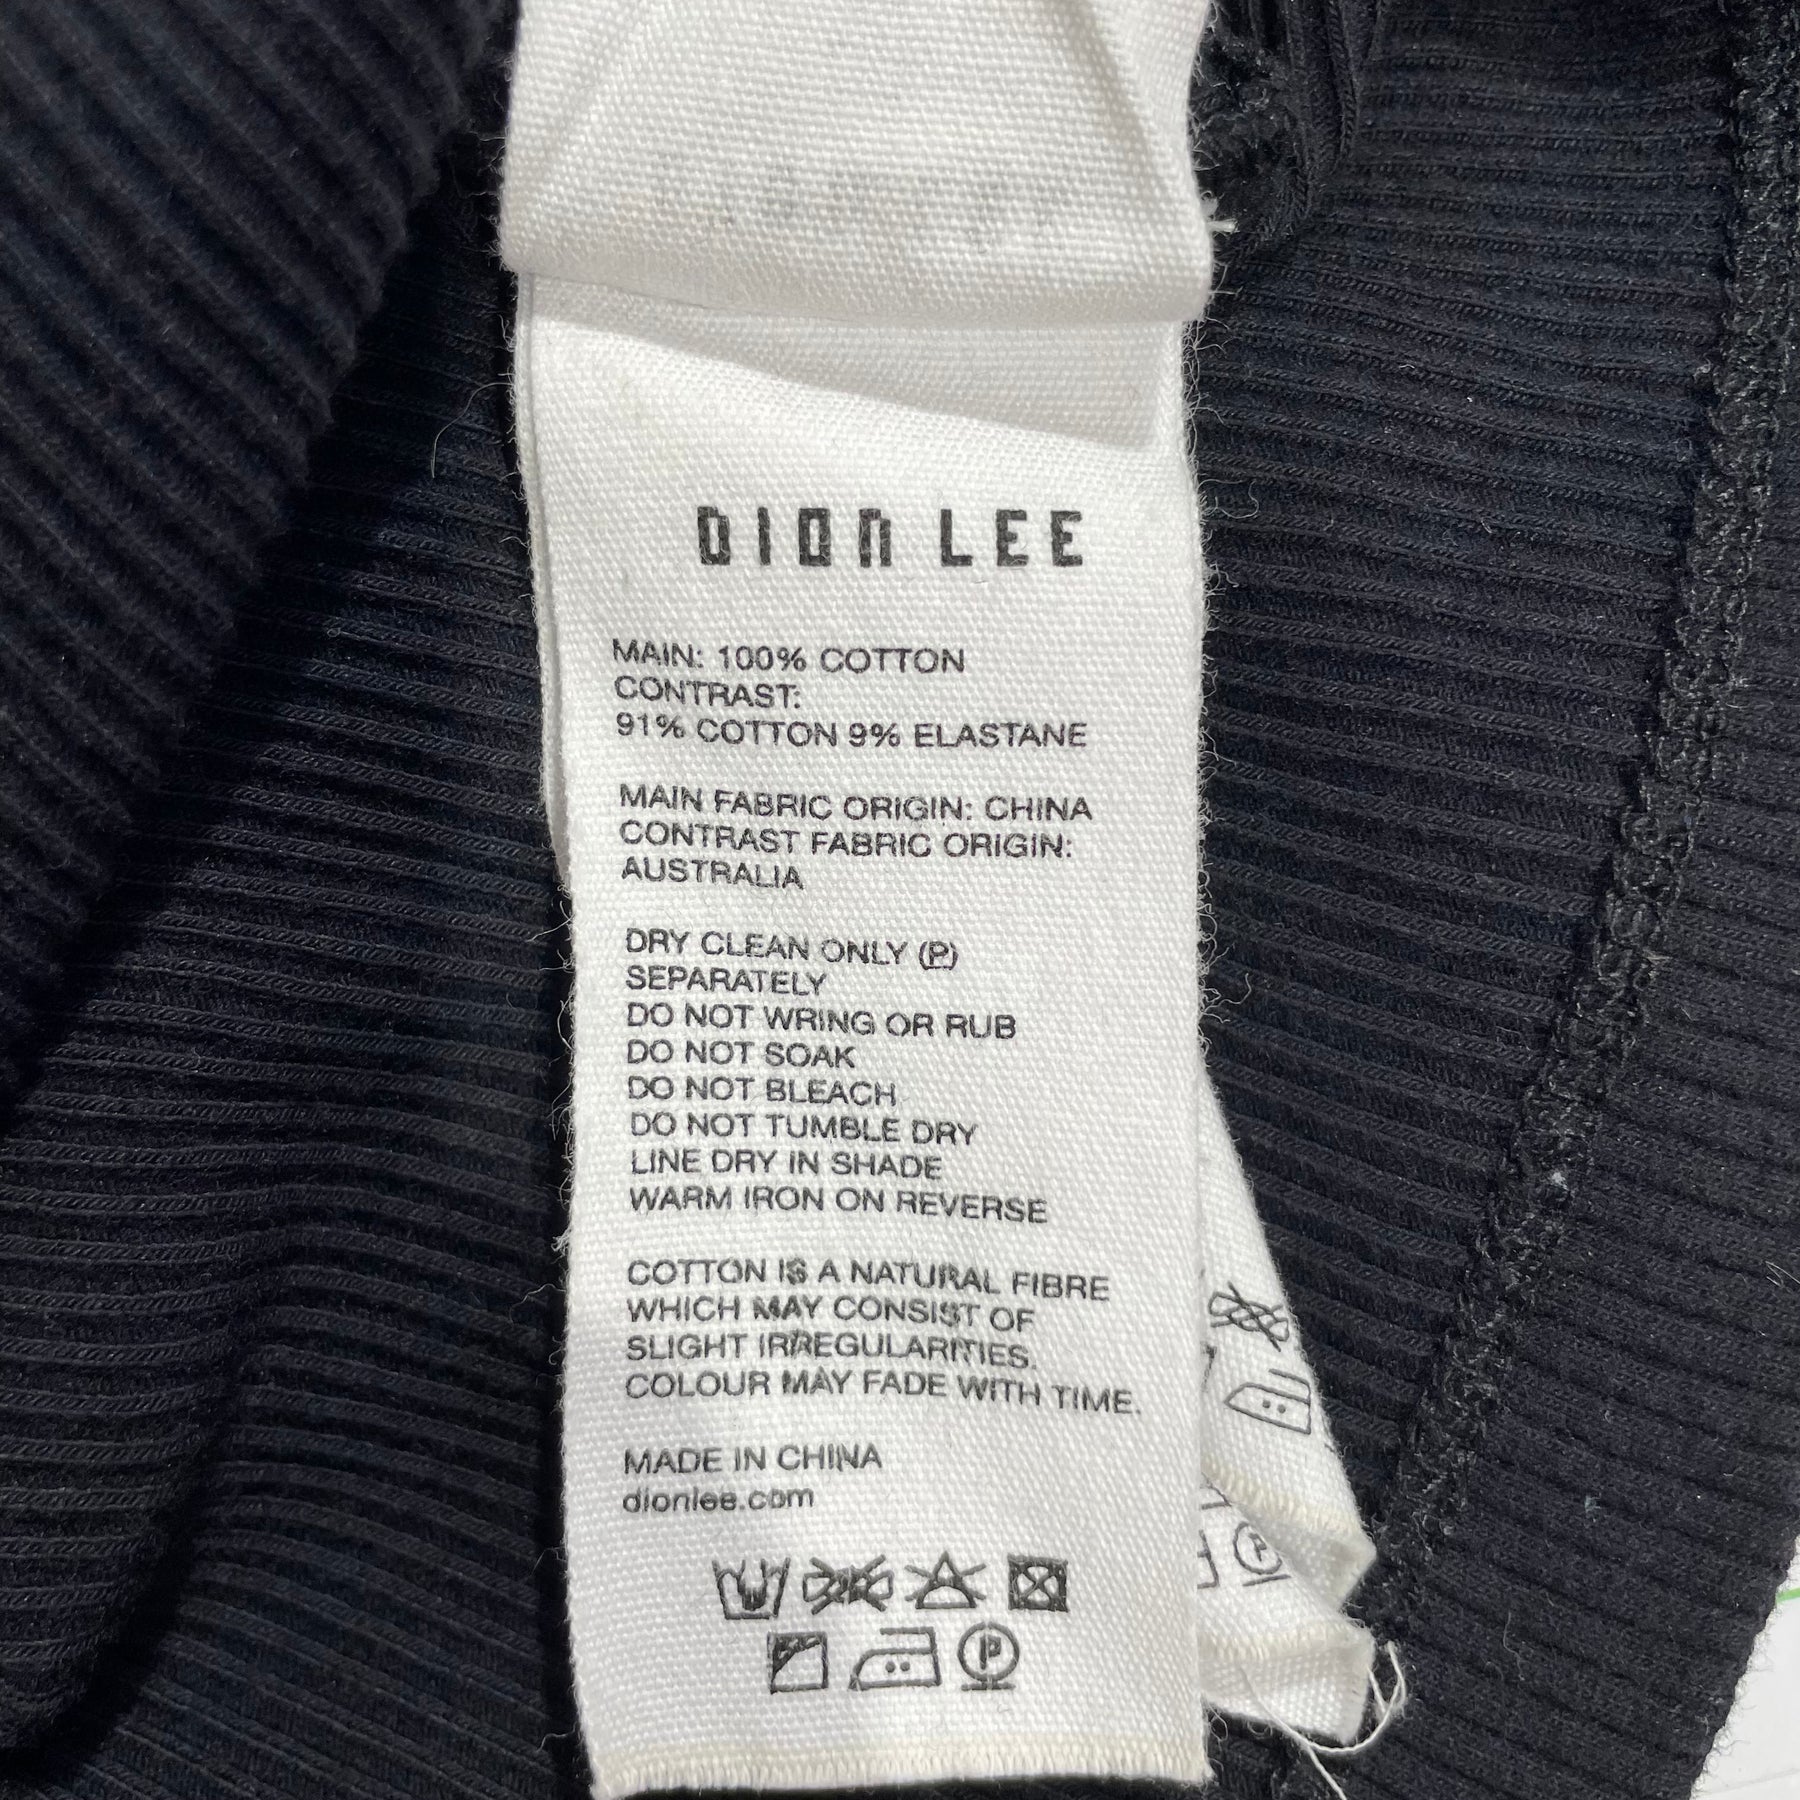 DION LEE
MAIN: 100% COTTON
CONTRAST:
91% COTTON 9% ELASTANE
MAIN FABRIC ORIGIN: CHINA
CONTRAST FABRIC ORIGIN:
AUSTRALIA
DRY CLEAN ONLY (P)
SEPARATELY
DO NOT WRING OR RUB
DO NOT SOAK
DO NOT BLEACH
DO NOT TUMBLE DRY
LINE DRY IN SHADE
WARM IRON ON REVERSE
COTTON IS A NATURAL FIBRE
WHICH MAY CONSIST OF
SLIGHT IRREGULARITIES.
COLOUR MAY FADE WITH TIME.
MADE IN CHINA
dionlee.com
P
P